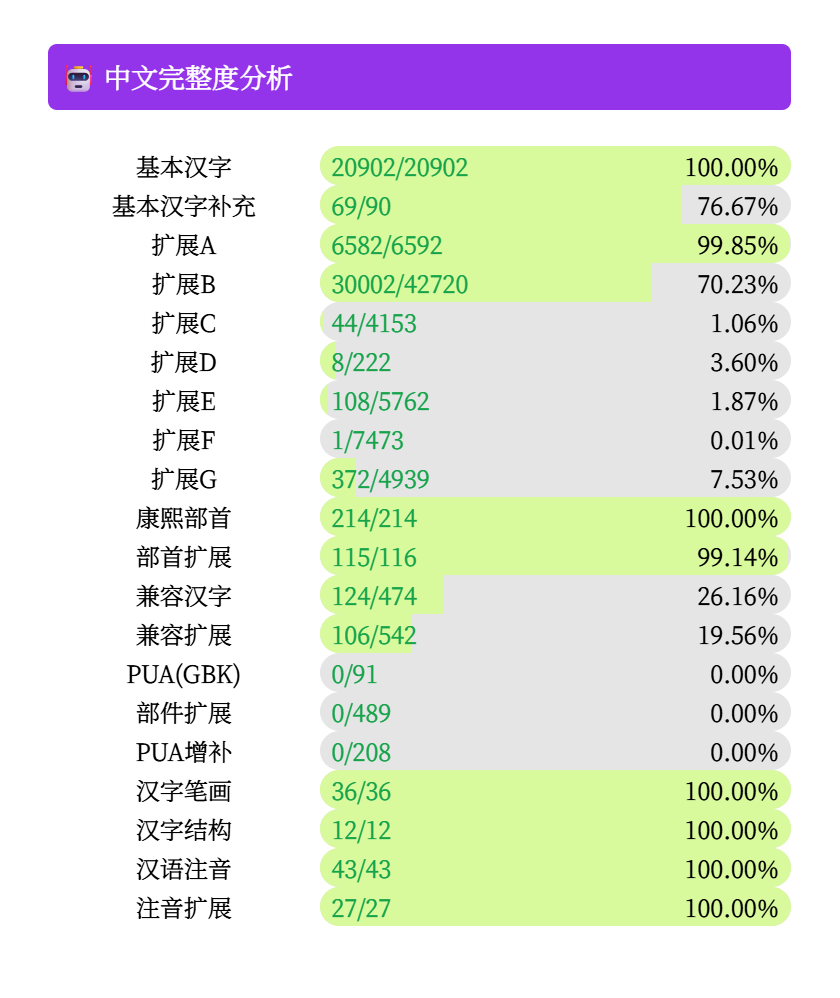 中文完整度分析
基本汉字 20902/20902 100.00%
基本汉字补充 69/90 76.67%
扩展A 6582/6592 99.85%
扩展B 30002/42720 70.23%
扩展C 44/4153 1.06%
扩展D 8/222 3.60%
扩展E 108/5762 1.87%
扩展F 1/7473 0.01%
扩展G 372/4939 7.53%
康熙部首 214/214 100.00%
部首扩展 115/116 99.14%
兼容汉字 124/474 26.16%
兼容扩展 106/542 19.56%
PUA(GBK) 0/91 0.00%
部件扩展 0/489 0.00%
PUA增补 0/208 0.00%
汉字笔画 36/36 100.00%
汉字结构 12/12 100.00%
汉语注音 43/43 100.00%
注音扩展 27/27 100.00%